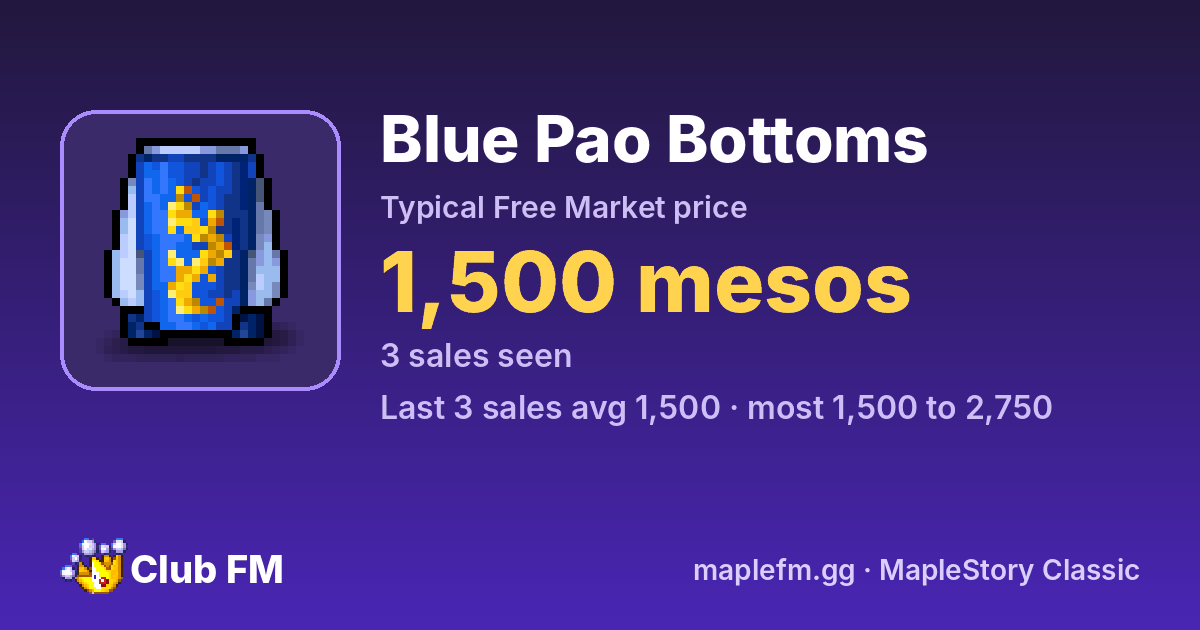 Blue Pao Bottoms
Typical Free Market price
1,500 mesos
3 sales seen
Last 3 sales avg 1,500 · most 1,500 to 2,750
Club FM
maplefm.gg · MapleStory Classic